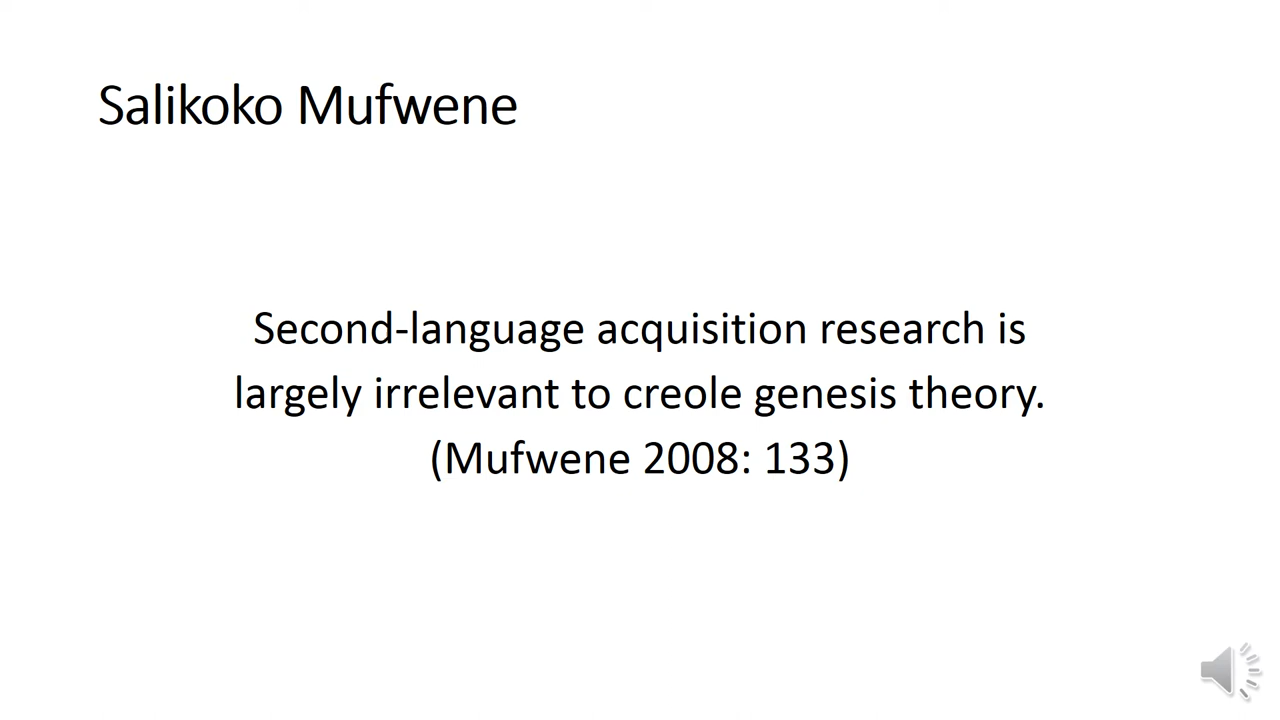 Salikoko Mufwene
Second-language acquisition research is
largely irrelevant to creole genesis theory.
(Mufwene 2008: 133)